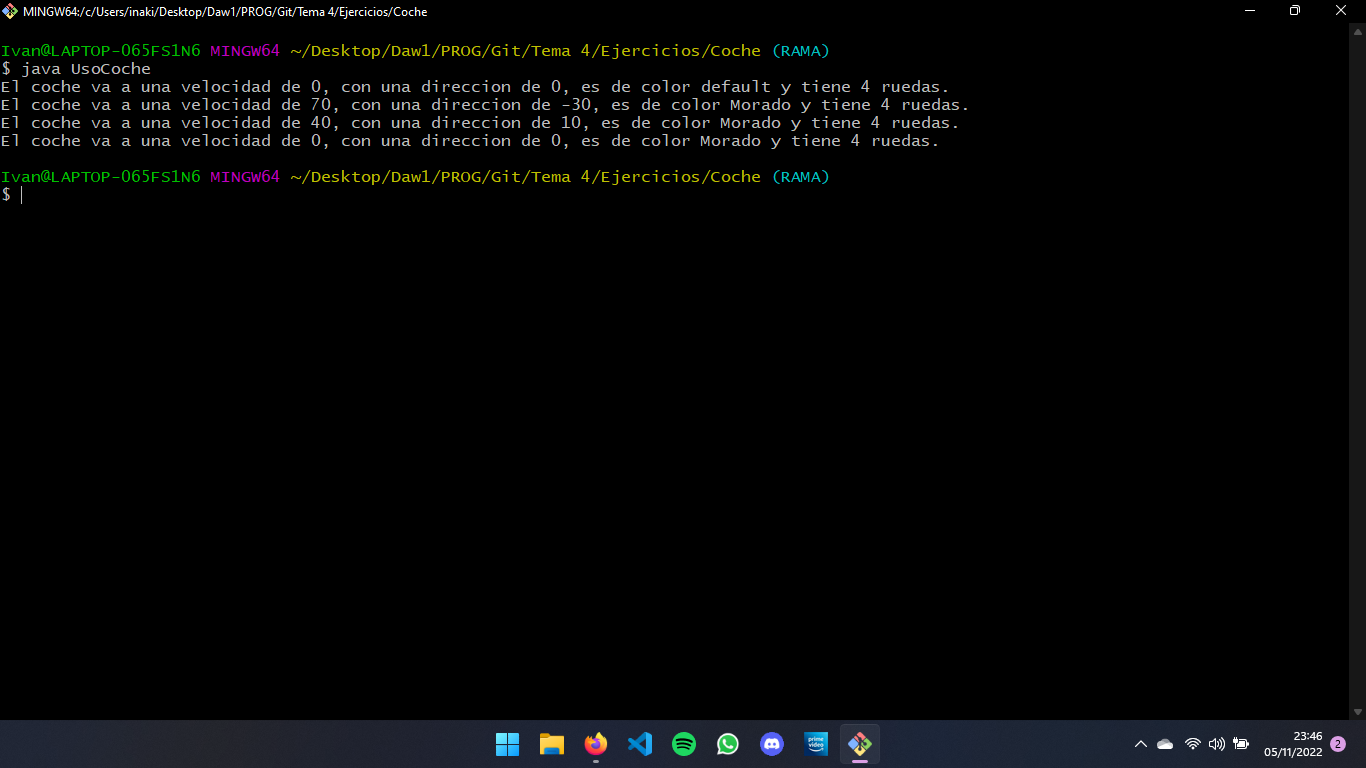 MINGW64:/c/Users/inaki/Desktop/Daw1/PROG/Git/Tema 4/Ejercicios/Coche
Ivan@LAPTOP-O65FS1N6 MINGW64 ~/Desktop/Daw1/PROG/Git/Tema 4/Ejercicios/Coche (RAMA)
$ java UsoCoche
El coche va a una velocidad de 0, con una direccion de 0, es de color default y tiene 4 ruedas.
El coche va a una velocidad de 70, con una direccion de -30, es de color Morado y tiene 4 ruedas.
El coche va a una velocidad de 40, con una direccion de 10, es de color Morado y tiene 4 ruedas.
El coche va a una velocidad de 0, con una direccion de 0, es de color Morado y tiene 4 ruedas.
Ivan@LAPTOP-O65FS1N6 MINGW64 ~/Desktop/Daw1/PROG/Git/Tema 4/Ejercicios/Coche (RAMA)
$
prime
video
23:46
05/11/2022
2